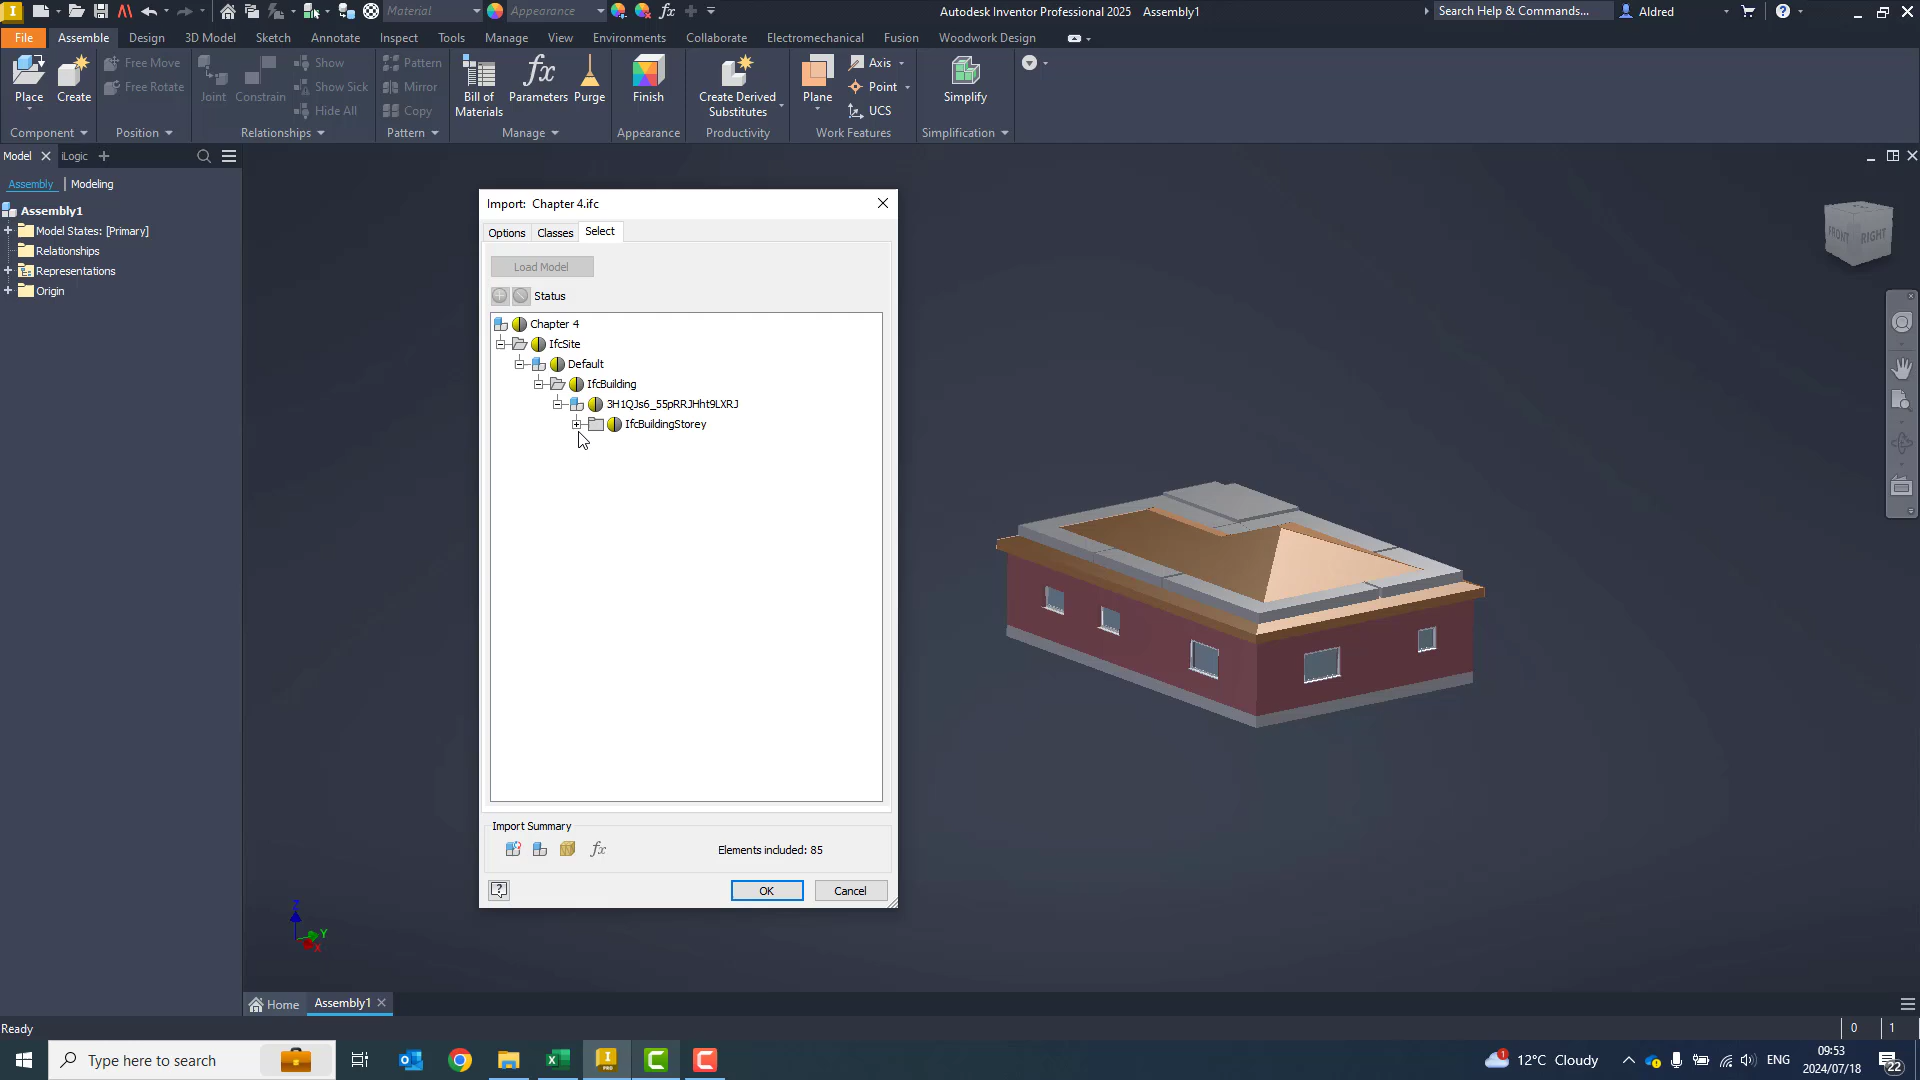 Material
Appearance
Autodesk Inventor Professional 2025 Assembly1
Search Help & Commands...
Aldred
File Assemble Design 3D Model Sketch Annotate Inspect Tools Manage View Environments Collaborate Electromechanical Fusion Woodwork Design
Place
Create
Free Move
Free Rotate
Joint
Constrain
Show
Show Sick
Hide All
Pattern
Mirror
Copy
Bill of
Materials
Parameters
Purge
Finish
Create Derived
Substitutes
Plane
Axis
Point
UCS
Simplify
Component Position Relationships Pattern Manage Appearance Productivity Work Features Simplification
Model iLogic
Assembly | Modeling
Assembly1
Model States: [Primary]
Relationships
Representations
Origin
Import: Chapter 4.ifc
Options Classes Select
Load Model
Status
Chapter 4
IfcSite
Default
IfcBuilding
3H1QJs6_55pRRJHht9LXRJ
IfcBuildingStorey
Import Summary
fx
Elements included: 85
OK Cancel
FRONT RIGHT
Z
Y
X
Home Assembly1
Ready
0 1
Type here to search
12°C Cloudy
ENG
09:53
2024/07/18
22